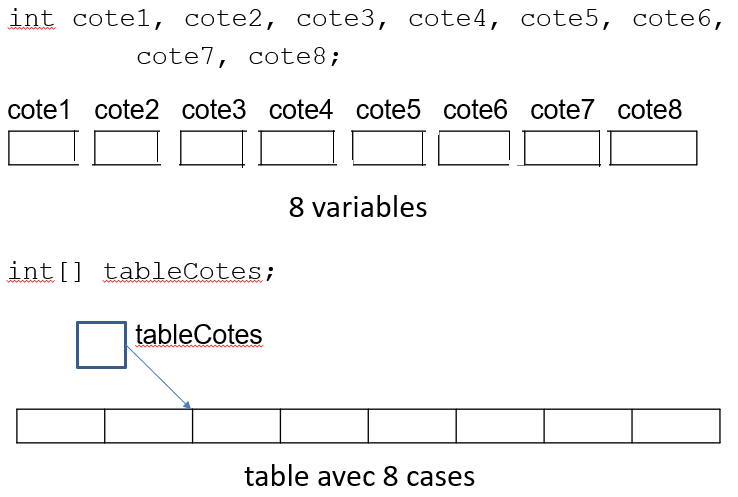 int cote1, cote2, cote3, cote4, cote5, cote6,
cote7, cote8;
cote1 cote2 cote3 cote4 cote5 cote6 cote7 cote8
8 variables
int[] tableCotes;
tableCotes
table avec 8 cases